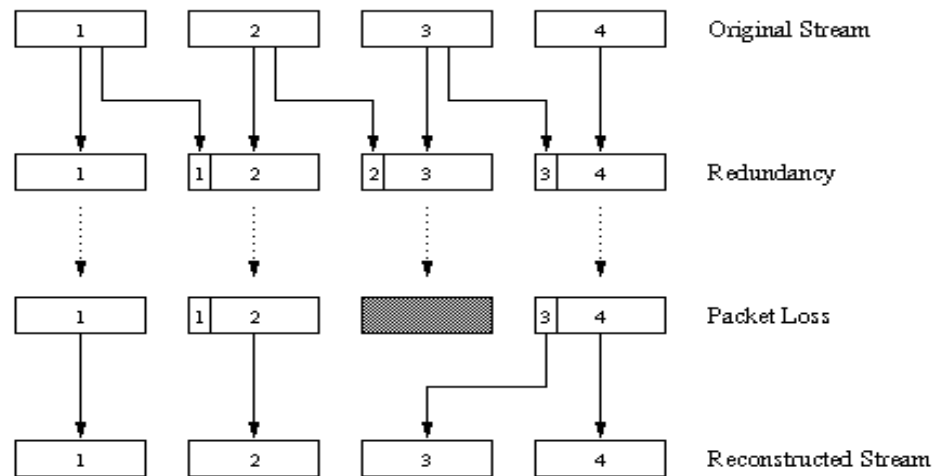 1 2 3 4 Original Stream
1 1 2 2 3 3 4 Redundancy
1 1 2 3 4 Packet Loss
1 2 3 4 Reconstructed Stream